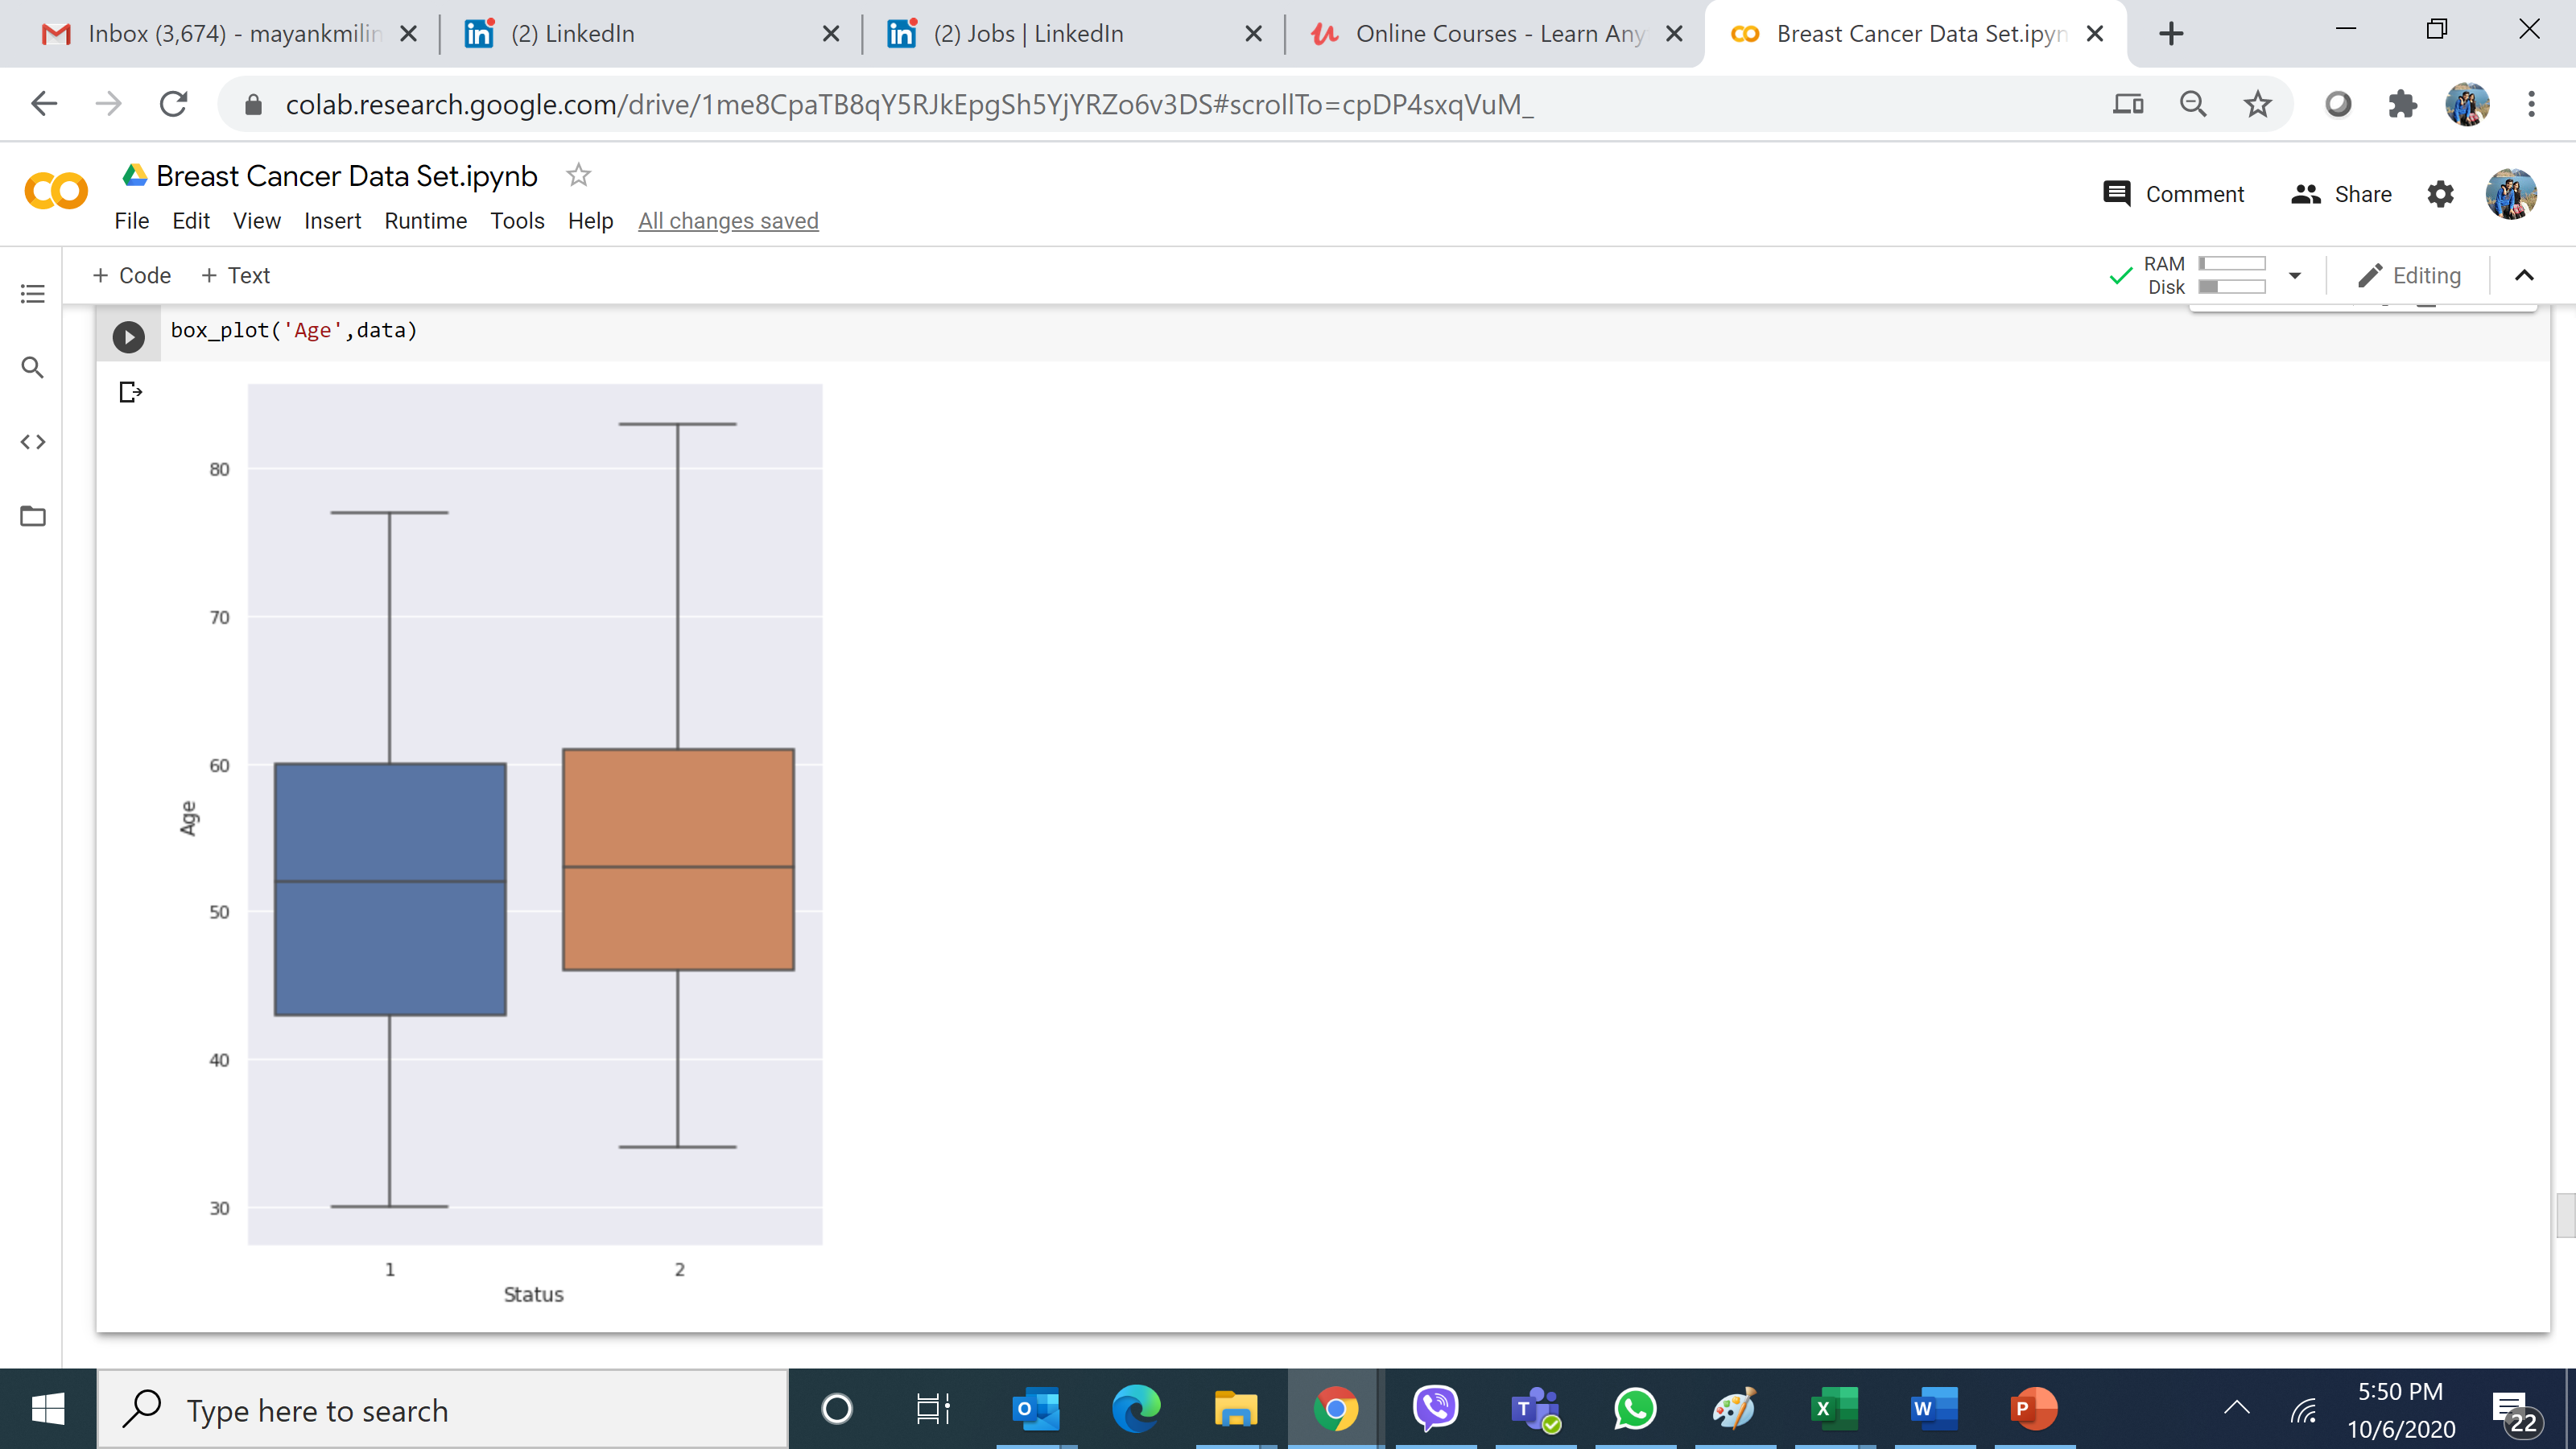 Inbox (3,674) - mayankmilin
(2) LinkedIn
(2) Jobs | LinkedIn
Online Courses - Learn Any
Breast Cancer Data Set.ipyn
colab.research.google.com/drive/1me8CpaTB8qY5RJkEpgSh5YjYRZo6v3DS#scrollTo=cpDP4sxqVuM_
Breast Cancer Data Set.ipynb
Comment
Share
File Edit View Insert Runtime Tools Help All changes saved
+ Code + Text
RAM
Disk
Editing
box_plot('Age',data)
80
70
60
50
40
30
Age
1
2
Status
Type here to search
5:50 PM
10/6/2020
22